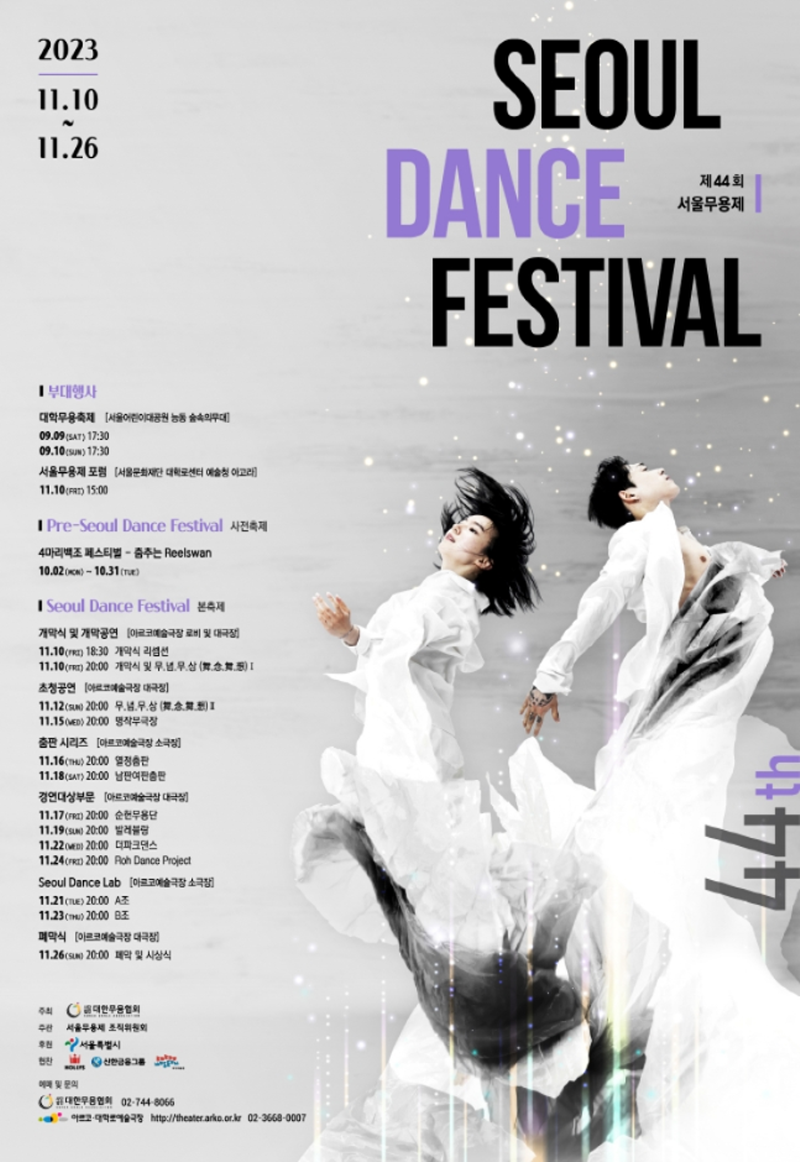 2023
11.10
~
11.26
SEOUL
DANCE
FESTIVAL
제44회
서울무용제
부대행사
대학무용축제 [서울어린이대공원 능동 숲속의무대]
09.09(SAT) 17:30
09.10(SUN) 17:30
서울무용제 포럼 [서울문화재단 대학로센터 예술청 아고라]
11.10(FRI) 15:00
Pre-Seoul Dance Festival 사전축제
4마리백조 페스티벌 - 춤추는 Reelswan
10.02(MON) ~ 10.31(TUE)
Seoul Dance Festival 본축제
개막식 및 개막공연 [아르코예술극장 로비 및 대극장]
11.10(FRI) 18:30 개막식 리셉션
11.10(FRI) 20:00 개막식 및 무.념.무.상 (舞.念.舞.想) I
초청공연 [아르코예술극장 대극장]
11.12(SUN) 20:00 무.념.무.상 (舞.念.舞.想) II
11.15(WED) 20:00 명작무극장
춤판 시리즈 [아르코예술극장 소극장]
11.16(THU) 20:00 열정춤판
11.18(SAT) 20:00 남판여판춤판
경연대상부문 [아르코예술극장 대극장]
11.17(FRI) 20:00 순헌무용단
11.19(SUN) 20:00 발레블랑
11.22(WED) 20:00 더파크댄스
11.24(FRI) 20:00 Roh Dance Project
Seoul Dance Lab [아르코예술극장 소극장]
11.21(TUE) 20:00 A조
11.23(THU) 20:00 B조
폐막식 [아르코예술극장 대극장]
11.26(SUN) 20:00 폐막 및 시상식
44th
주최 대한무용협회
주관 서울무용제 조직위원회
후원 서울특별시
협찬 HOLLYS 신한금융그룹
예매 및 문의
대한무용협회 02-744-8066
아르코·대학로예술극장 http://theater.arko.or.kr 02-3668-0007